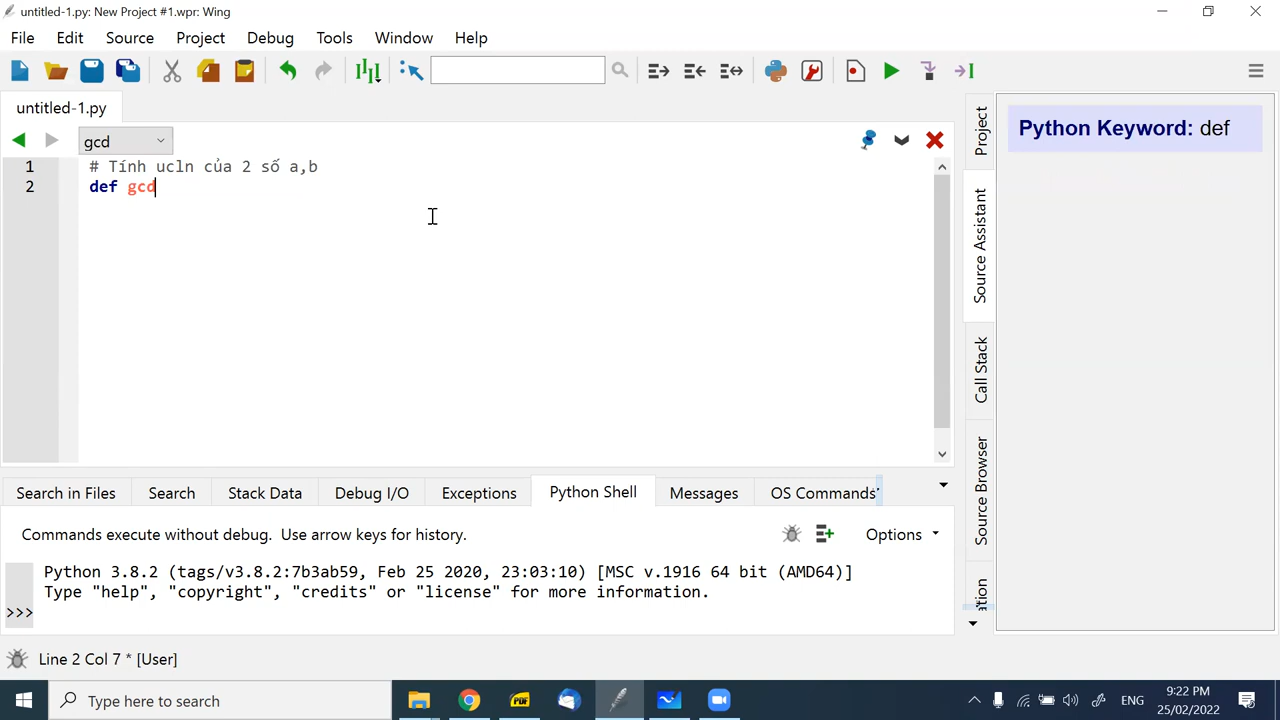 untitled-1.py: New Project #1.wpr: Wing
File Edit Source Project Debug Tools Window Help
untitled-1.py
gcd
1 # Tính ucln của 2 số a,b
2 def gcd
Project
Source Assistant
Call Stack
Source Browser
ation
Python Keyword: def
Search in Files Search Stack Data Debug I/O Exceptions Python Shell Messages OS Commands
Commands execute without debug. Use arrow keys for history.
Options
Python 3.8.2 (tags/v3.8.2:7b3ab59, Feb 25 2020, 23:03:10) [MSC v.1916 64 bit (AMD64)]
Type "help", "copyright", "credits" or "license" for more information.
>>>
Line 2 Col 7 * [User]
Type here to search
PDF
ENG
9:22 PM
25/02/2022